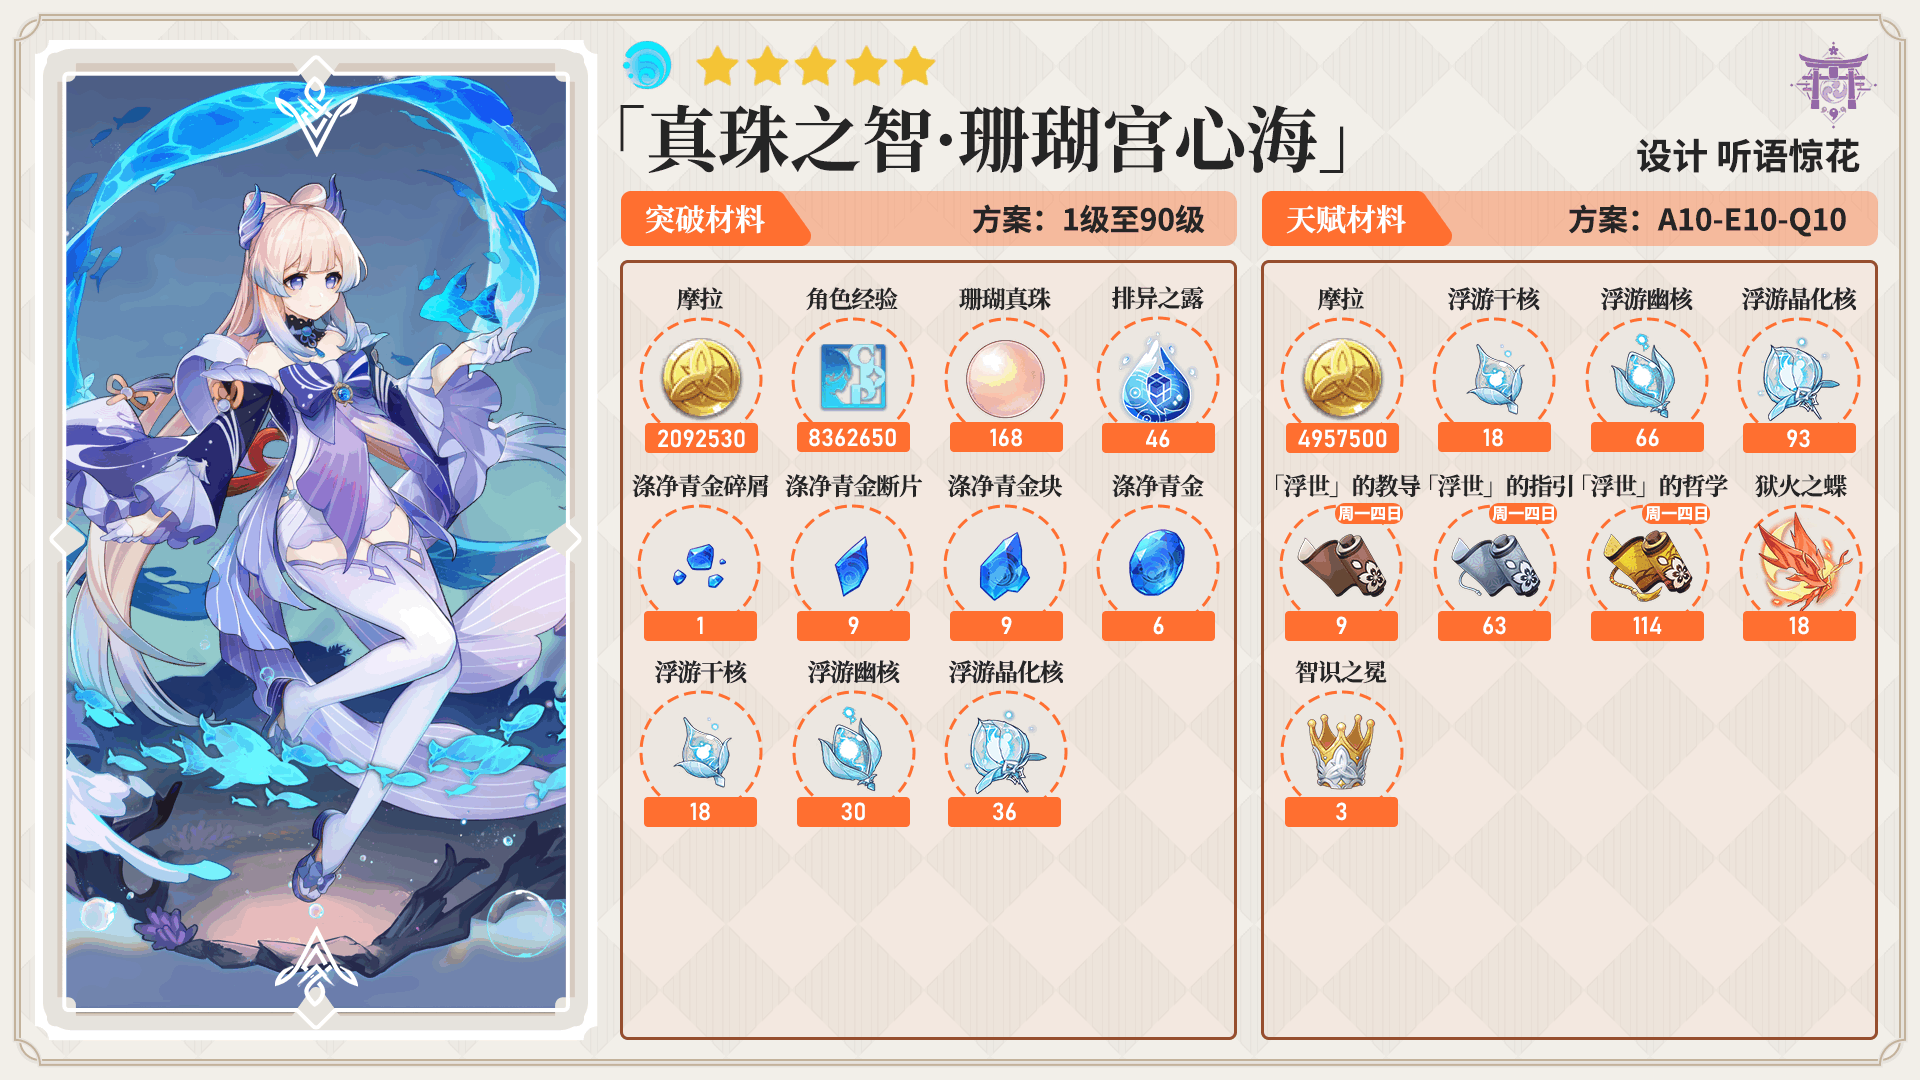 「真珠之智·珊瑚宫心海」
设计 听语惊花
突破材料
方案：1级至90级
摩拉 角色经验 珊瑚真珠 排异之露
2092530 8362650 168 46
涤净青金碎屑 涤净青金断片 涤净青金块 涤净青金
1 9 9 6
浮游干核 浮游幽核 浮游晶化核
18 30 36
天赋材料
方案：A10-E10-Q10
摩拉 浮游干核 浮游幽核 浮游晶化核
4957500 18 66 93
「浮世」的教导 「浮世」的指引 「浮世」的哲学 狱火之蝶
周一四日 周一四日 周一四日
9 63 114 18
智识之冕
3